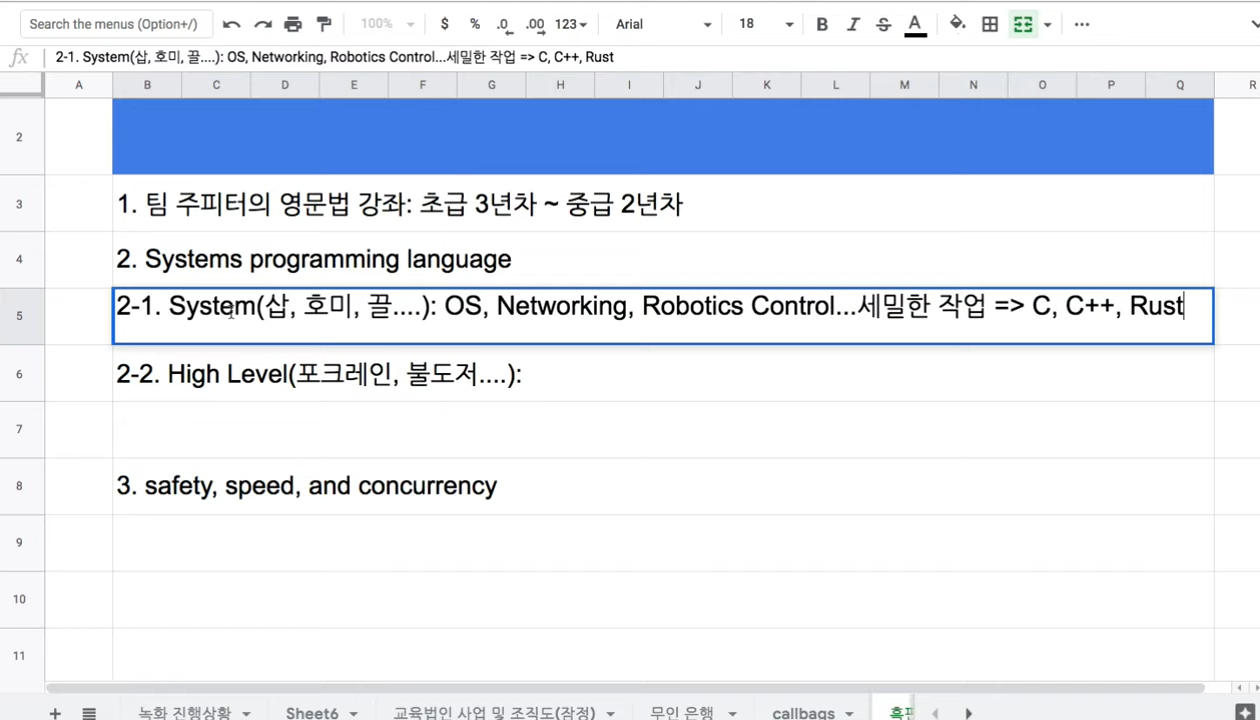 Search the menus (Option+/)
100%
$ % .0 .00 123
Arial
18
B I S A
fx 2-1. System(삽, 호미, 끌....): OS, Networking, Robotics Control...세밀한 작업 => C, C++, Rust
A B C D E F G H I J K L M N O P Q R
2
3 1. 팀 주피터의 영문법 강좌: 초급 3년차 ~ 중급 2년차
4 2. Systems programming language
5 2-1. System(삽, 호미, 끌....): OS, Networking, Robotics Control...세밀한 작업 => C, C++, Rust
6 2-2. High Level(포크레인, 불도저....):
7
8 3. safety, speed, and concurrency
9
10
11
녹화 진행상황 Sheet6 교육법인 사업 및 조직도(잠정) 무인 은행 callbags